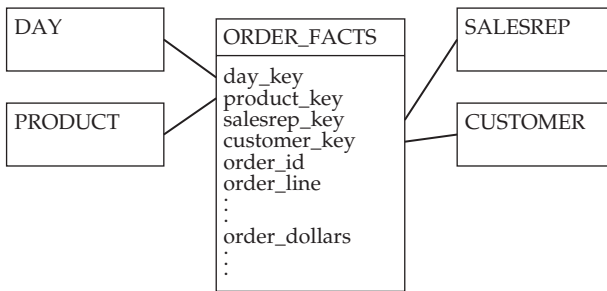 DAY
PRODUCT
ORDER_FACTS
day_key
product_key
salesrep_key
customer_key
order_id
order_line
.
.
.
order_dollars
.
.
.
SALESREP
CUSTOMER